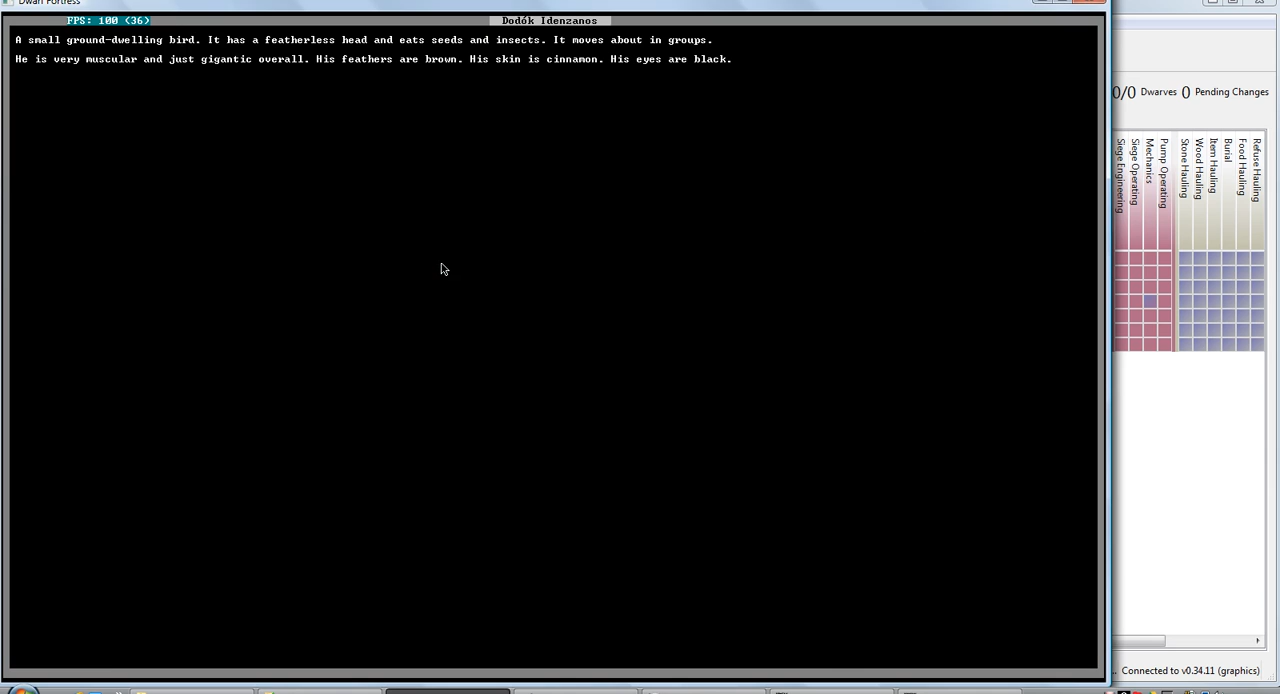 Dwarf Fortress
FPS: 100 (36)
Dodók Idenzanos
A small ground-dwelling bird. It has a featherless head and eats seeds and insects. It moves about in groups.
He is very muscular and just gigantic overall. His feathers are brown. His skin is cinnamon. His eyes are black.
0/0 Dwarves 0 Pending Changes
Siege Engineering
Siege Operating
Mechanics
Pump Operating
Stone Hauling
Wood Hauling
Item Hauling
Burial
Food Hauling
Refuse Hauling
Connected to v0.34.11 (graphics)